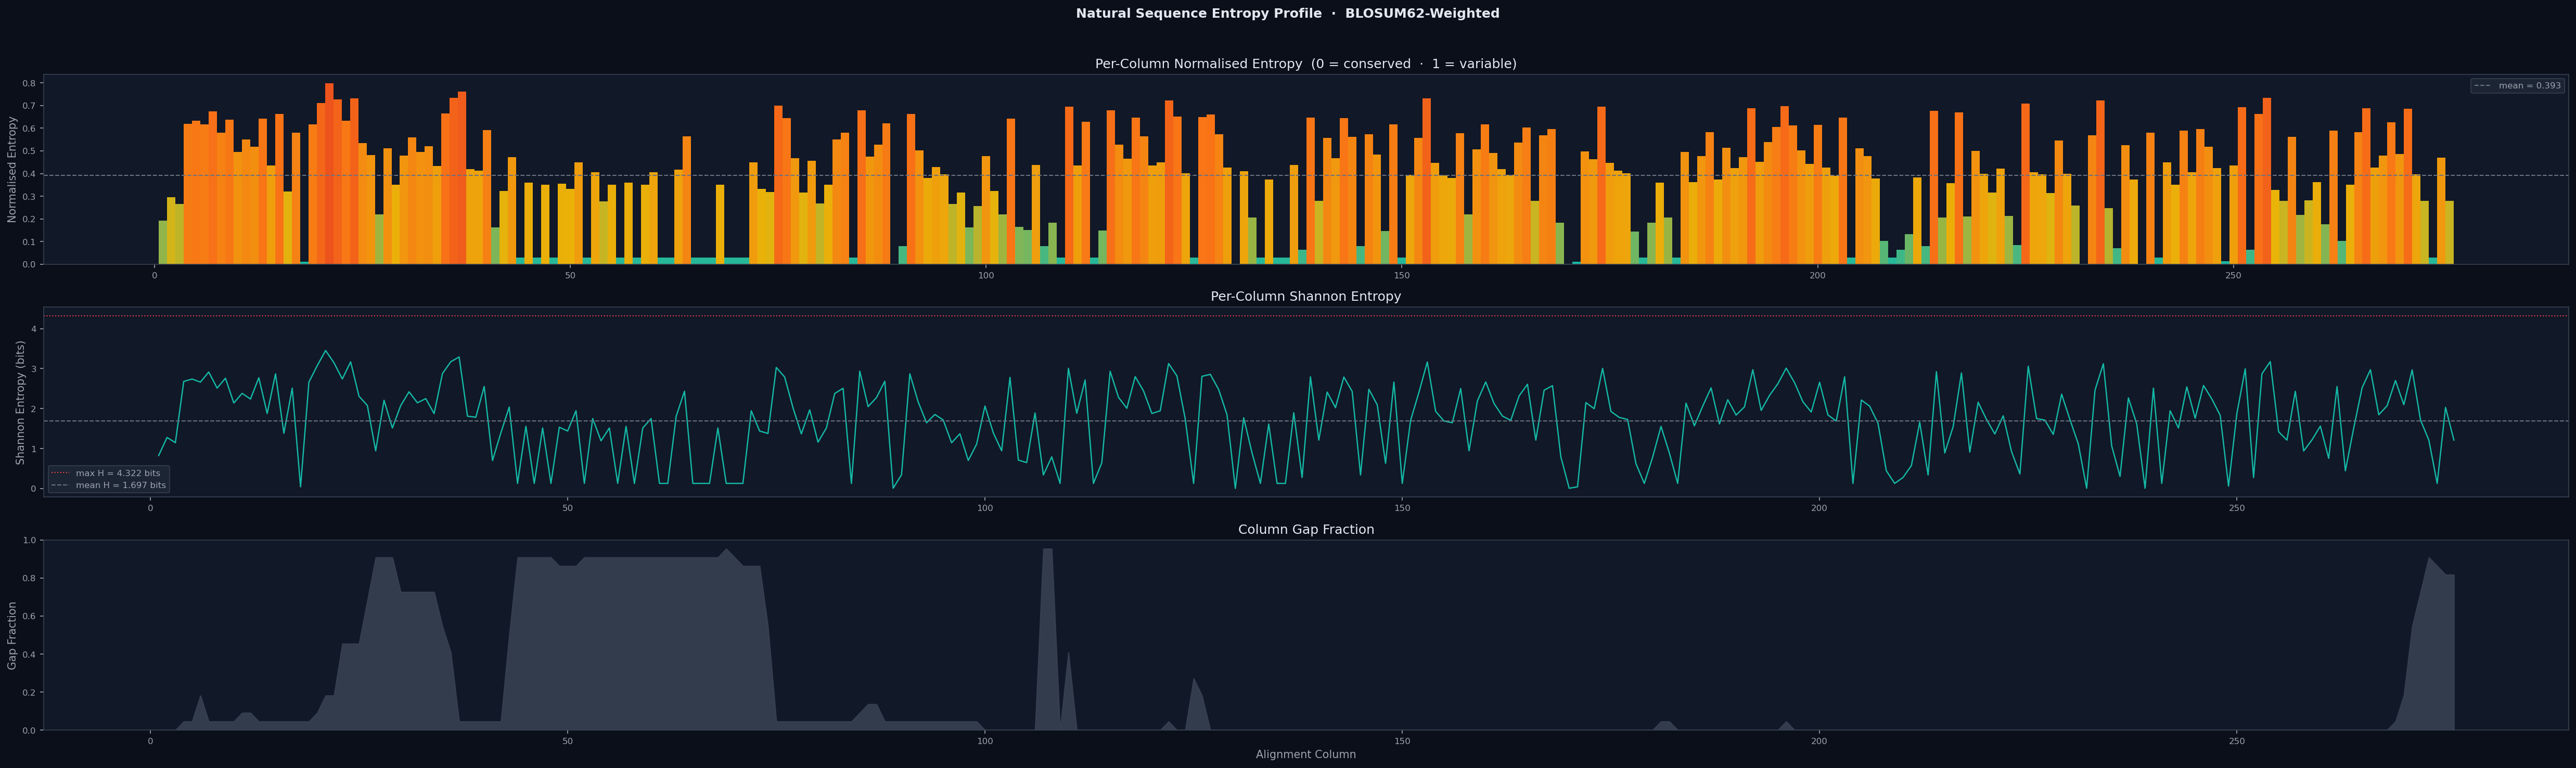 Natural Sequence Entropy Profile · BLOSUM62-Weighted
Per-Column Normalised Entropy (0 = conserved · 1 = variable)
Normalised Entropy
0.8
0.7
0.6
0.5
0.4
0.3
0.2
0.1
0.0
mean = 0.393
0 50 100 150 200 250
Per-Column Shannon Entropy
Shannon Entropy (bits)
4
3
2
1
0
max H = 4.322 bits
mean H = 1.697 bits
0 50 100 150 200 250
Column Gap Fraction
Gap Fraction
1.0
0.8
0.6
0.4
0.2
0.0
0 50 100 150 200 250
Alignment Column